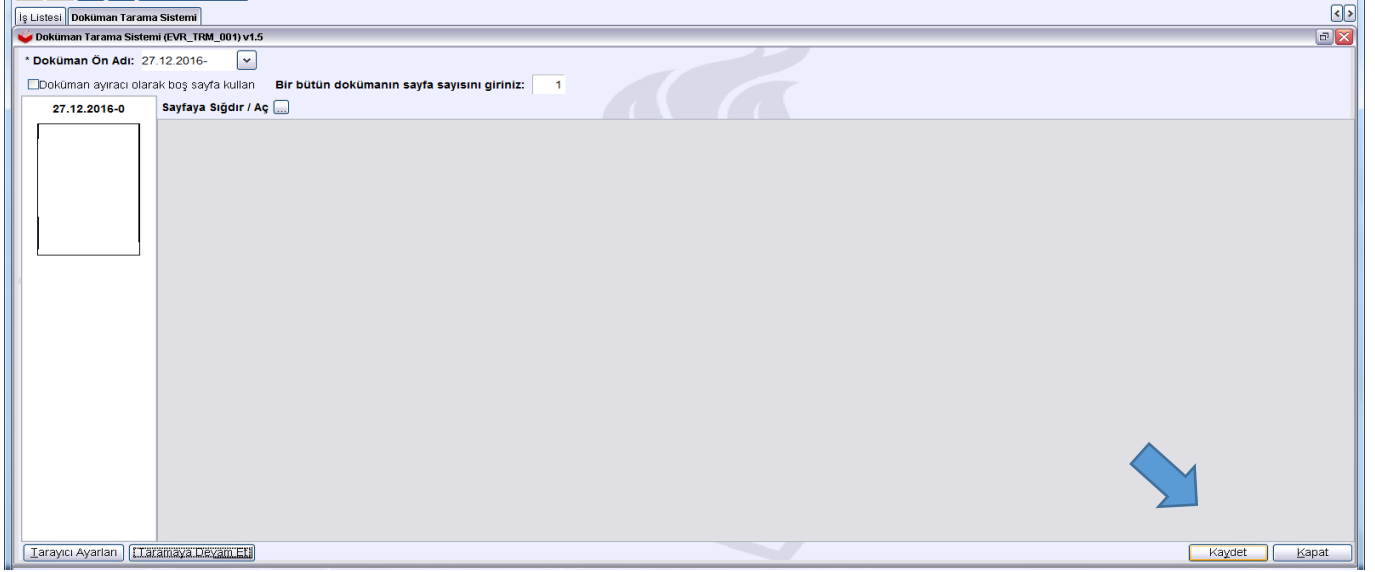 İş Listesi Doküman Tarama Sistemi
Doküman Tarama Sistemi (EVR_TRM_001) v1.5
* Doküman Ön Adı: 27.12.2016-
Doküman ayıracı olarak boş sayfa kullan Bir bütün dokümanın sayfa sayısını giriniz: 1
27.12.2016-0 Sayfaya Sığdır / Aç ...
Tarayıcı Ayarları Taramaya Devam Et Kaydet Kapat